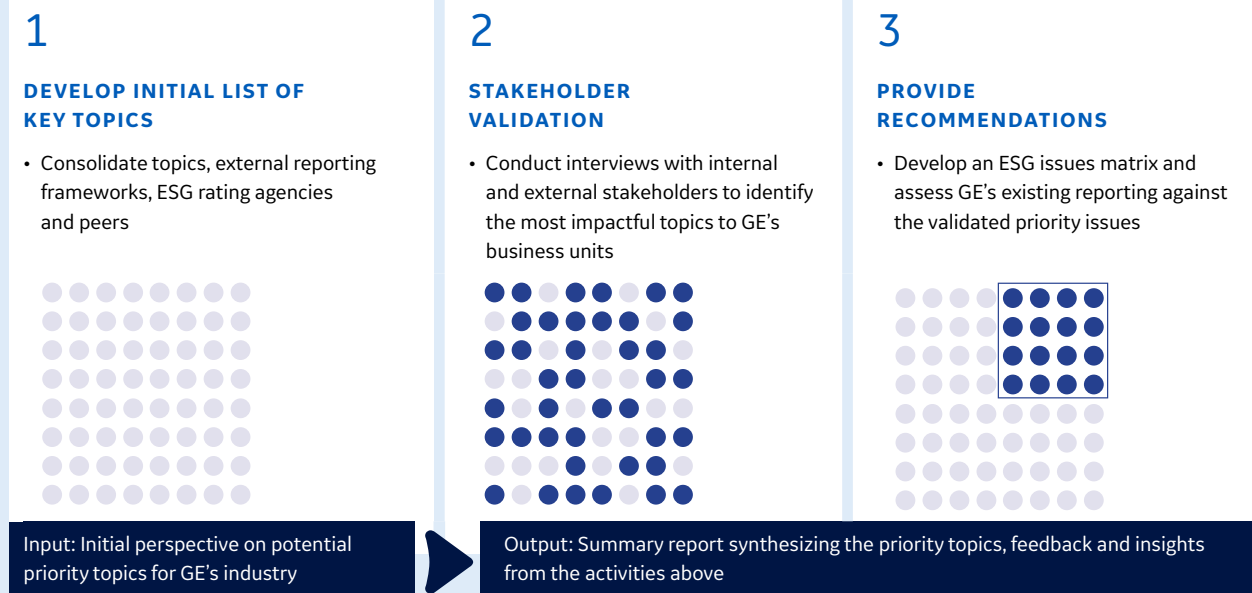 1
DEVELOP INITIAL LIST OF
KEY TOPICS
• Consolidate topics, external reporting
frameworks, ESG rating agencies
and peers
2
STAKEHOLDER
VALIDATION
• Conduct interviews with internal
and external stakeholders to identify
the most impactful topics to GE’s
business units
3
PROVIDE
RECOMMENDATIONS
• Develop an ESG issues matrix and
assess GE’s existing reporting against
the validated priority issues
Input: Initial perspective on potential
priority topics for GE’s industry
Output: Summary report synthesizing the priority topics, feedback and insights
from the activities above